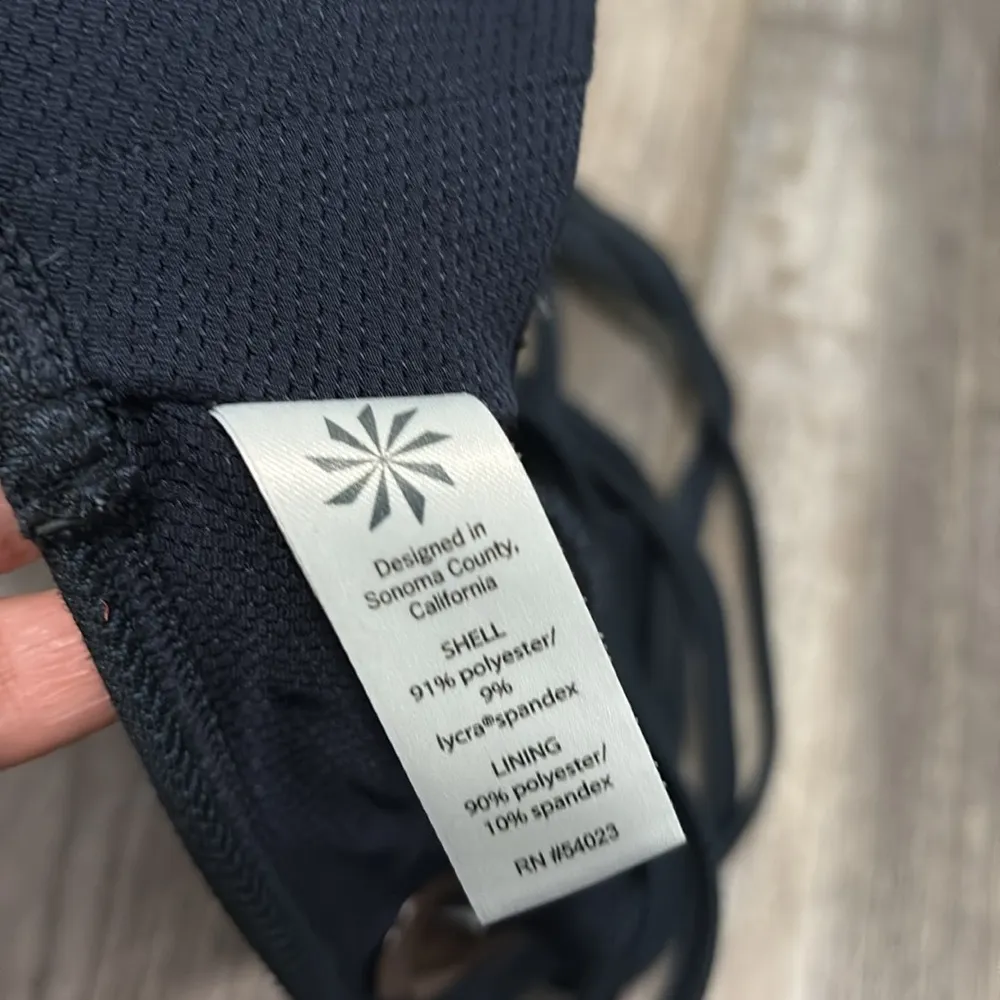 Designed in
Sonoma County,
California
SHELL
91% polyester/
9%
lycra®spandex
LINING
90% polyester/
10% spandex
RN #54023